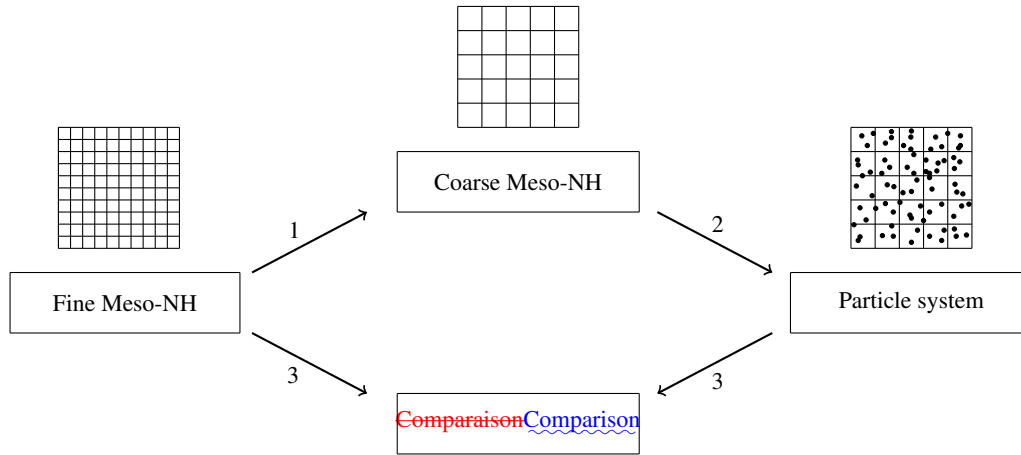 Coarse Meso-NH
1
2
Fine Meso-NH
Particle system
3
3
ComparaisonComparison